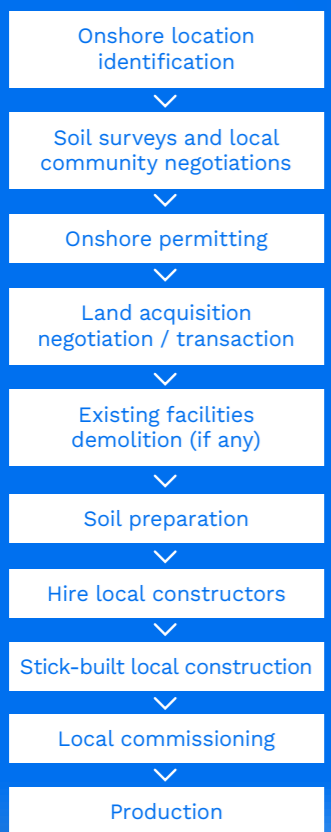 Onshore location
identification
Soil surveys and local
community negotiations
Onshore permitting
Land acquisition
negotiation / transaction
Existing facilities
demolition (if any)
Soil preparation
Hire local constructors
Stick-built local construction
Local commissioning
Production